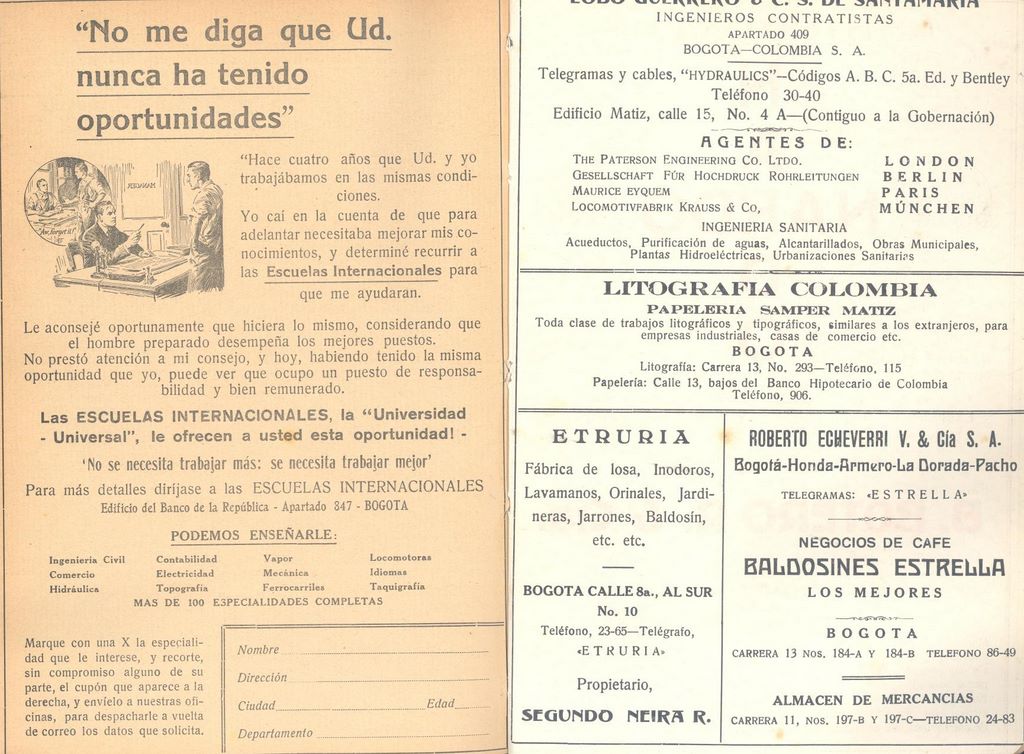 “No me diga que Ud.
nunca ha tenido
oportunidades”
“Hace cuatro años que Ud. y yo
trabajábamos en las mismas condi-
ciones.
Yo caí en la cuenta de que para
adelantar necesitaba mejorar mis co-
nocimientos, y determiné recurrir a
las Escuelas Internacionales para
que me ayudaran.
Le aconsejé oportunamente que hiciera lo mismo, considerando que
el hombre preparado desempeña los mejores puestos.
No prestó atención a mi consejo, y hoy, habiendo tenido la misma
oportunidad que yo, puede ver que ocupo un puesto de responsa-
bilidad y bien remunerado.
Las ESCUELAS INTERNACIONALES, la “Universidad
- Universal”, le ofrecen a usted esta oportunidad! -
‘No se necesita trabajar más: se necesita trabajar mejor’
Para más detalles diríjase a las ESCUELAS INTERNACIONALES
Edificio del Banco de la República - Apartado 847 - BOGOTA
PODEMOS ENSEÑARLE:
Ingeniería Civil Contabilidad Vapor Locomotoras
Comercio Electricidad Mecánica Idiomas
Hidráulica Topografía Ferrocarriles Taquigrafía
MAS DE 100 ESPECIALIDADES COMPLETAS
Marque con una X la especiali-
dad que le interese, y recorte,
sin compromiso alguno de su
parte, el cupón que aparece a la
derecha, y envíelo a nuestras ofi-
cinas, para despacharle a vuelta
de correo los datos que solicita.
Nombre
Dirección
Ciudad Edad
Departamento
LOBO GUERRERO & C. S. DE SANTAMARIA
INGENIEROS CONTRATISTAS
APARTADO 409
BOGOTA—COLOMBIA S. A.
Telegramas y cables, “HYDRAULICS”—Códigos A. B. C. 5a. Ed. y Bentley
Teléfono 30-40
Edificio Matiz, calle 15, No. 4 A—(Contiguo a la Gobernación)
AGENTES DE:
THE PATERSON ENGINEERING CO. LTDO. LONDON
GESELLSCHAFT FÜR HOCHDRUCK ROHRLEITUNGEN BERLIN
MAURICE EYQUEM PARIS
LOCOMOTIVFABRIK KRAUSS & CO, MÚNCHEN
INGENIERIA SANITARIA
Acueductos, Purificación de aguas, Alcantarillados, Obras Municipales,
Plantas Hidroeléctricas, Urbanizaciones Sanitarias
LITOGRAFIA COLOMBIA
PAPELERIA SAMPER MATIZ
Toda clase de trabajos litográficos y tipográficos, similares a los extranjeros, para
empresas industriales, casas de comercio etc.
BOGOTA
Litografía: Carrera 13, No. 293—Teléfono, 115
Papelería: Calle 13, bajos del Banco Hipotecario de Colombia
Teléfono, 906.
ETRURIA
Fábrica de losa, Inodoros,
Lavamanos, Orinales, Jardi-
neras, Jarrones, Baldosín,
etc. etc.
BOGOTA CALLE 8a., AL SUR
No. 10
Teléfono, 23-65—Telégrafo,
«ETRURIA»
Propietario,
SEGUNDO NEIRA R.
ROBERTO ECHEVERRI V. & Cía S. A.
Bogotá-Honda-Armero-La Dorada-Pacho
TELEGRAMAS: «ESTRELLA»
NEGOCIOS DE CAFE
BALDOSINES ESTRELLA
LOS MEJORES
BOGOTA
CARRERA 13 NOS. 184-A Y 184-B TELEFONO 86-49
ALMACEN DE MERCANCIAS
CARRERA 11, NOS. 197-B Y 197-C—TELEFONO 24-83